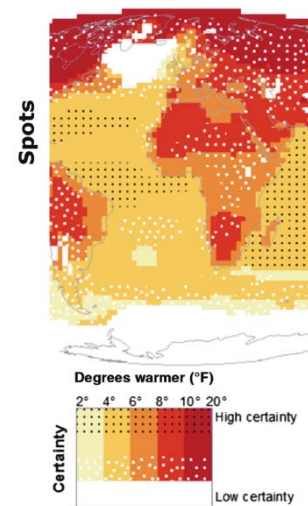 Spots
Degrees warmer (°F)
2° 4° 6° 8° 10° 20°
Certainty
High certainty
Low certainty